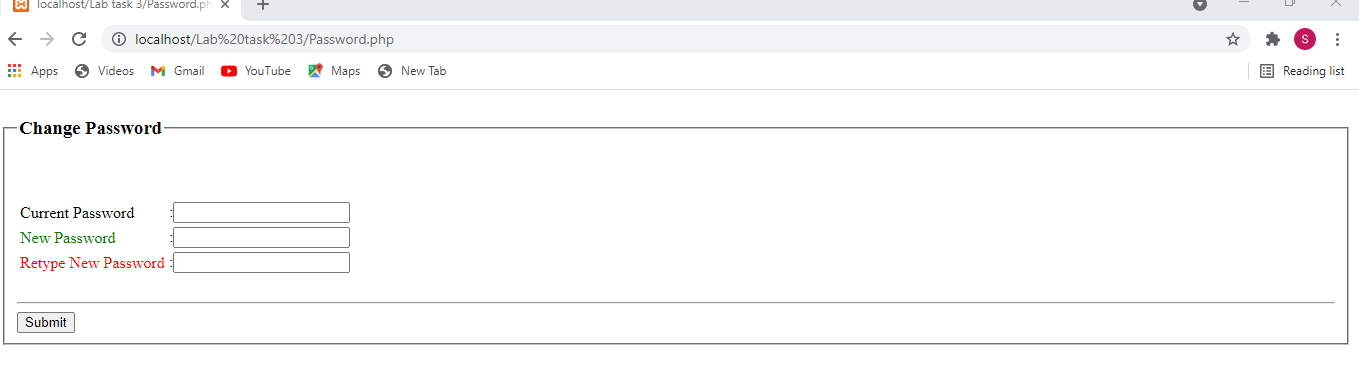 localhost/Lab task 3/Password.ph
localhost/Lab%20task%203/Password.php
S
Apps Videos Gmail YouTube Maps New Tab Reading list
Change Password
Current Password :
New Password :
Retype New Password :
Submit